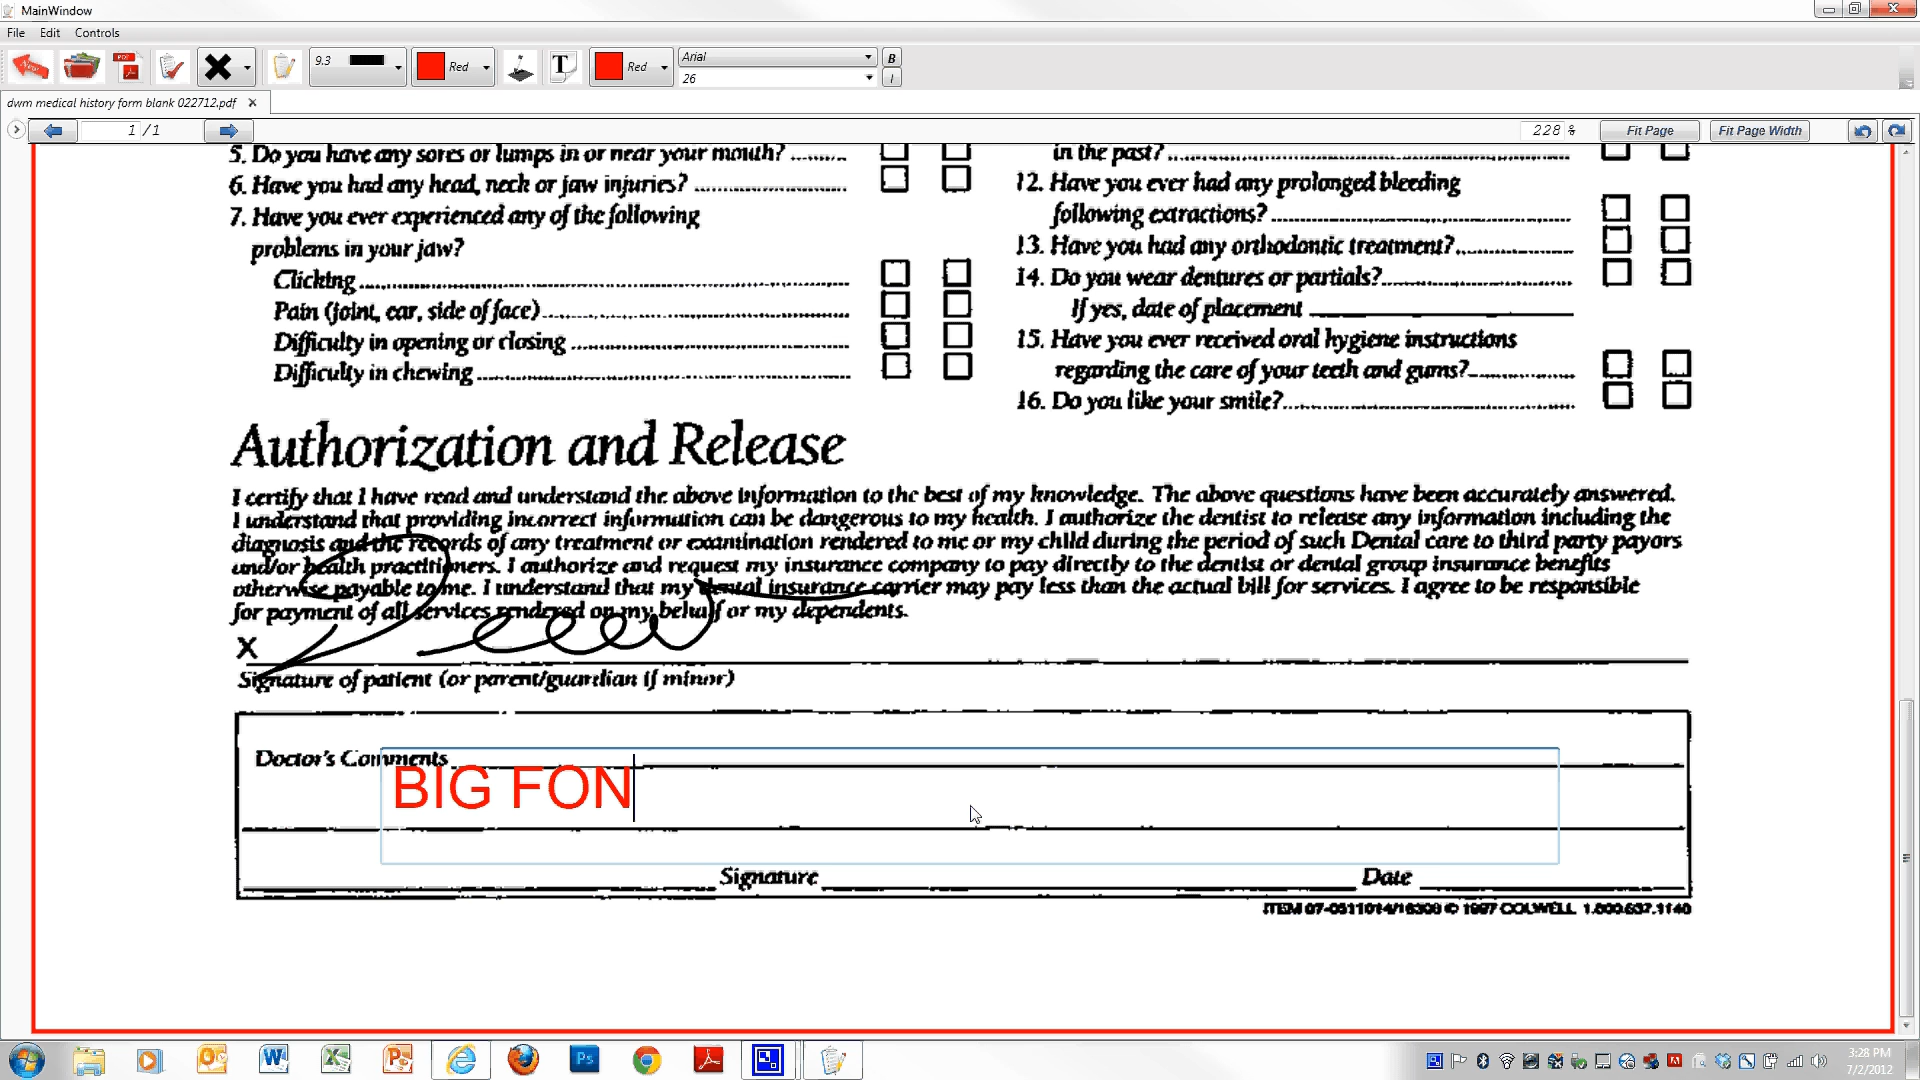 MainWindow
File Edit Controls
New PDF 9.3 Red T Red Arial B
26 I
dwm medical history form blank 022712.pdf
1 / 1 228 % Fit Page Fit Page Width
5. Do you have any sores or lumps in or near your mouth?
6. Have you had any head, neck or jaw injuries?
7. Have you ever experienced any of the following
problems in your jaw?
Clicking
Pain (joint, ear, side of face)
Difficulty in opening or closing
Difficulty in chewing
in the past?
12. Have you ever had any prolonged bleeding
following extractions?
13. Have you had any orthodontic treatment?
14. Do you wear dentures or partials?
If yes, date of placement
15. Have you ever received oral hygiene instructions
regarding the care of your teeth and gums?
16. Do you like your smile?
Authorization and Release
I certify that I have read and understand the above information to the best of my knowledge. The above questions have been accurately answered.
I understand that providing incorrect information can be dangerous to my health. I authorize the dentist to release any information including the
diagnosis and the records of any treatment or examination rendered to me or my child during the period of such Dental care to third party payors
and/or health practitioners. I authorize and request my insurance company to pay directly to the dentist or dental group insurance benefits
otherwise payable to me. I understand that my dental insurance carrier may pay less than the actual bill for services. I agree to be responsible
for payment of all services rendered on my behalf or my dependents.
X
Signature of patient (or parent/guardian if minor)
Doctor's Comments
BIG FON
Signature Date
ITEM 07-0511014/16308 © 1997 COLWELL 1.800.637.1140
3:28 PM
7/2/2012